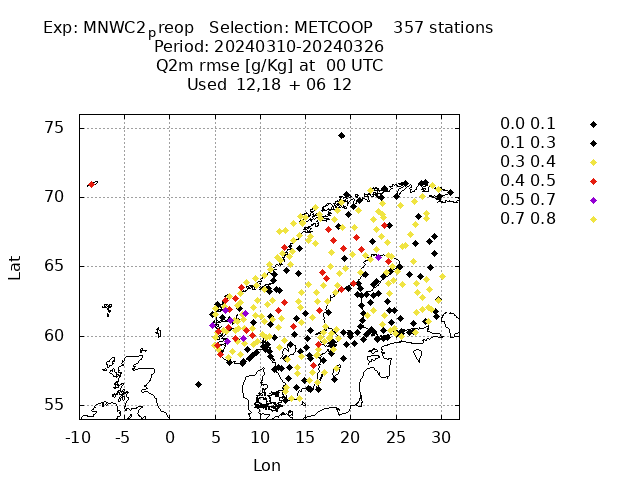 Exp: MNWC2preop Selection: METCOOP 357 stations
Period: 20240310-20240326
Q2m rmse [g/Kg] at 00 UTC
Used 12,18 + 06 12
75
70
65
60
55
Lat
-10 -5 0 5 10 15 20 25 30
Lon
0.0 0.1
0.1 0.3
0.3 0.4
0.4 0.5
0.5 0.7
0.7 0.8